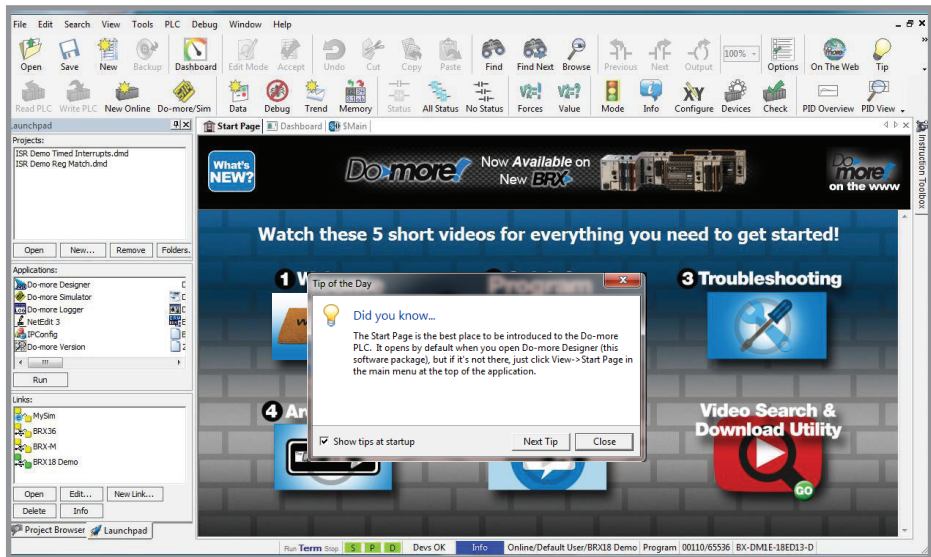 File Edit Search View Tools PLC Debug Window Help
Open Save New Backup Dashboard Edit Mode Accept Undo Cut Copy Paste Find Find Next Browse Previous Next Output 100% Options On The Web Tip
Read PLC Write PLC New Online Do-more/Sim Data Debug Trend Memory Status All Status No Status Forces Value Mode Info Configure Devices Check PID Overview PID View
aunchpad
Start Page Dashboard $Main
Instruction Toolbox
Projects:
ISR Demo Timed Interrupts.dmd
ISR Demo Reg Match.dmd
Open New... Remove Folders.
Applications:
Do-more Designer
Do-more Simulator
Do-more Logger
NetEdit 3
IPConfig
Do-more Version
Run
Links:
MySim
BRX36
BRX-M
BRX18 Demo
Open Edit... New Link...
Delete Info
Project Browser Launchpad
What's NEW?
Do-more!
Now Available on
New BRX
Do-more!
on the www
Watch these 5 short videos for everything you need to get started!
1 W
Program
3 Troubleshooting
4 Ar
Video Search &
Download Utility
GO
Tip of the Day
Did you know...
The Start Page is the best place to be introduced to the Do-more
PLC. It opens by default when you open Do-more Designer (this
software package), but if it's not there, just click View->Start Page in
the main menu at the top of the application.
Show tips at startup Next Tip Close
Run Term Stop S P D Devs OK Info Online/Default User/BRX18 Demo Program 00110/65536 BX-DM1E-18ED13-D